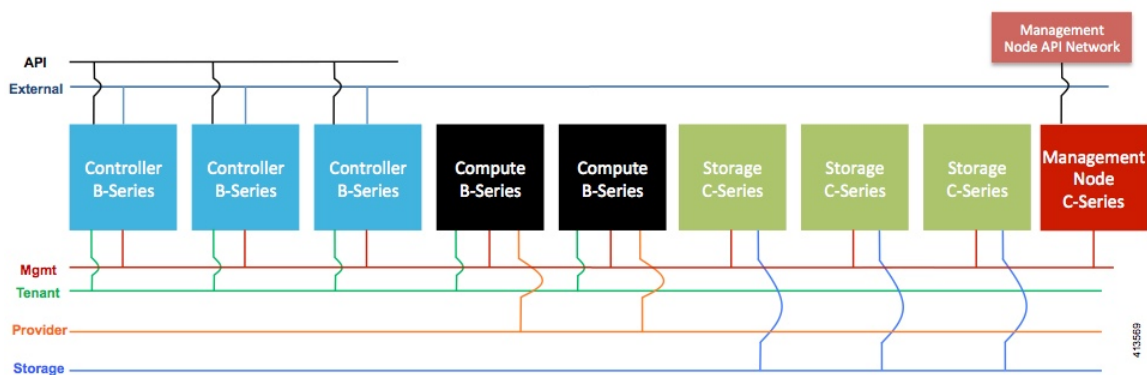 Management
Node API Network
API
External
Controller
B-Series
Controller
B-Series
Controller
B-Series
Compute
B-Series
Compute
B-Series
Storage
C-Series
Storage
C-Series
Storage
C-Series
Management
Node
C-Series
Mgmt
Tenant
Provider
Storage
413569